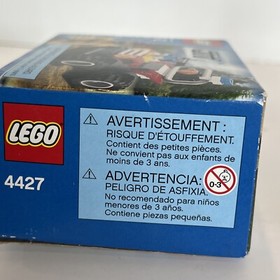 LEGO
4427
AVERTISSEMENT :
RISQUE D'ÉTOUFFEMENT.
Contient des petites pièces.
Ne convient pas aux enfants de
moins de 3 ans.
ADVERTENCIA:
PELIGRO DE ASFIXIA.
No recomendado para niños
menores de 3 años.
Contiene piezas pequeñas.
0-3